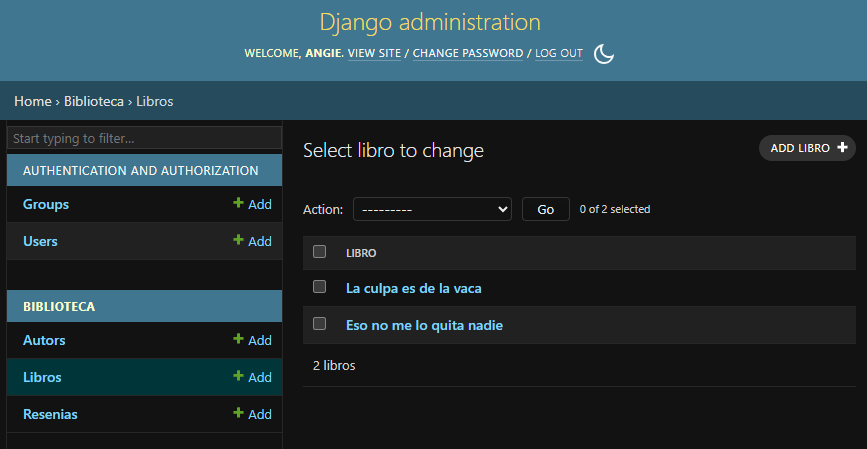 Django administration
WELCOME, ANGIE. VIEW SITE / CHANGE PASSWORD / LOG OUT
Home › Biblioteca › Libros
Start typing to filter...
AUTHENTICATION AND AUTHORIZATION
Groups + Add
Users + Add
BIBLIOTECA
Autors + Add
Libros + Add
Resenias + Add
Select libro to change
ADD LIBRO +
Action: --------- Go 0 of 2 selected
LIBRO
La culpa es de la vaca
Eso no me lo quita nadie
2 libros